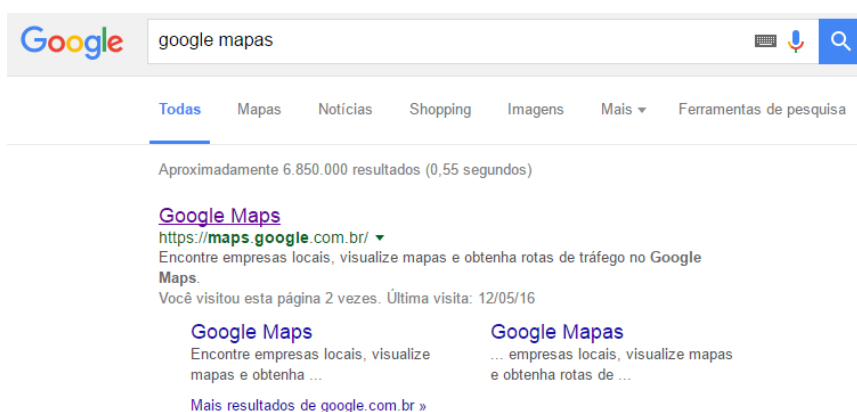 Google google mapas
Todas Mapas Notícias Shopping Imagens Mais Ferramentas de pesquisa
Aproximadamente 6.850.000 resultados (0,55 segundos)
Google Maps
https://maps.google.com.br/
Encontre empresas locais, visualize mapas e obtenha rotas de tráfego no Google
Maps.
Você visitou esta página 2 vezes. Última visita: 12/05/16
Google Maps
Encontre empresas locais, visualize
mapas e obtenha ...
Google Mapas
... empresas locais, visualize mapas
e obtenha rotas de ...
Mais resultados de google.com.br »